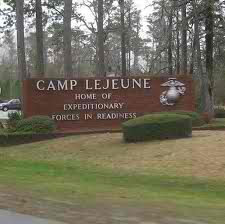 CAMP LEJEUNE
HOME OF
EXPEDITIONARY
FORCES IN READINESS